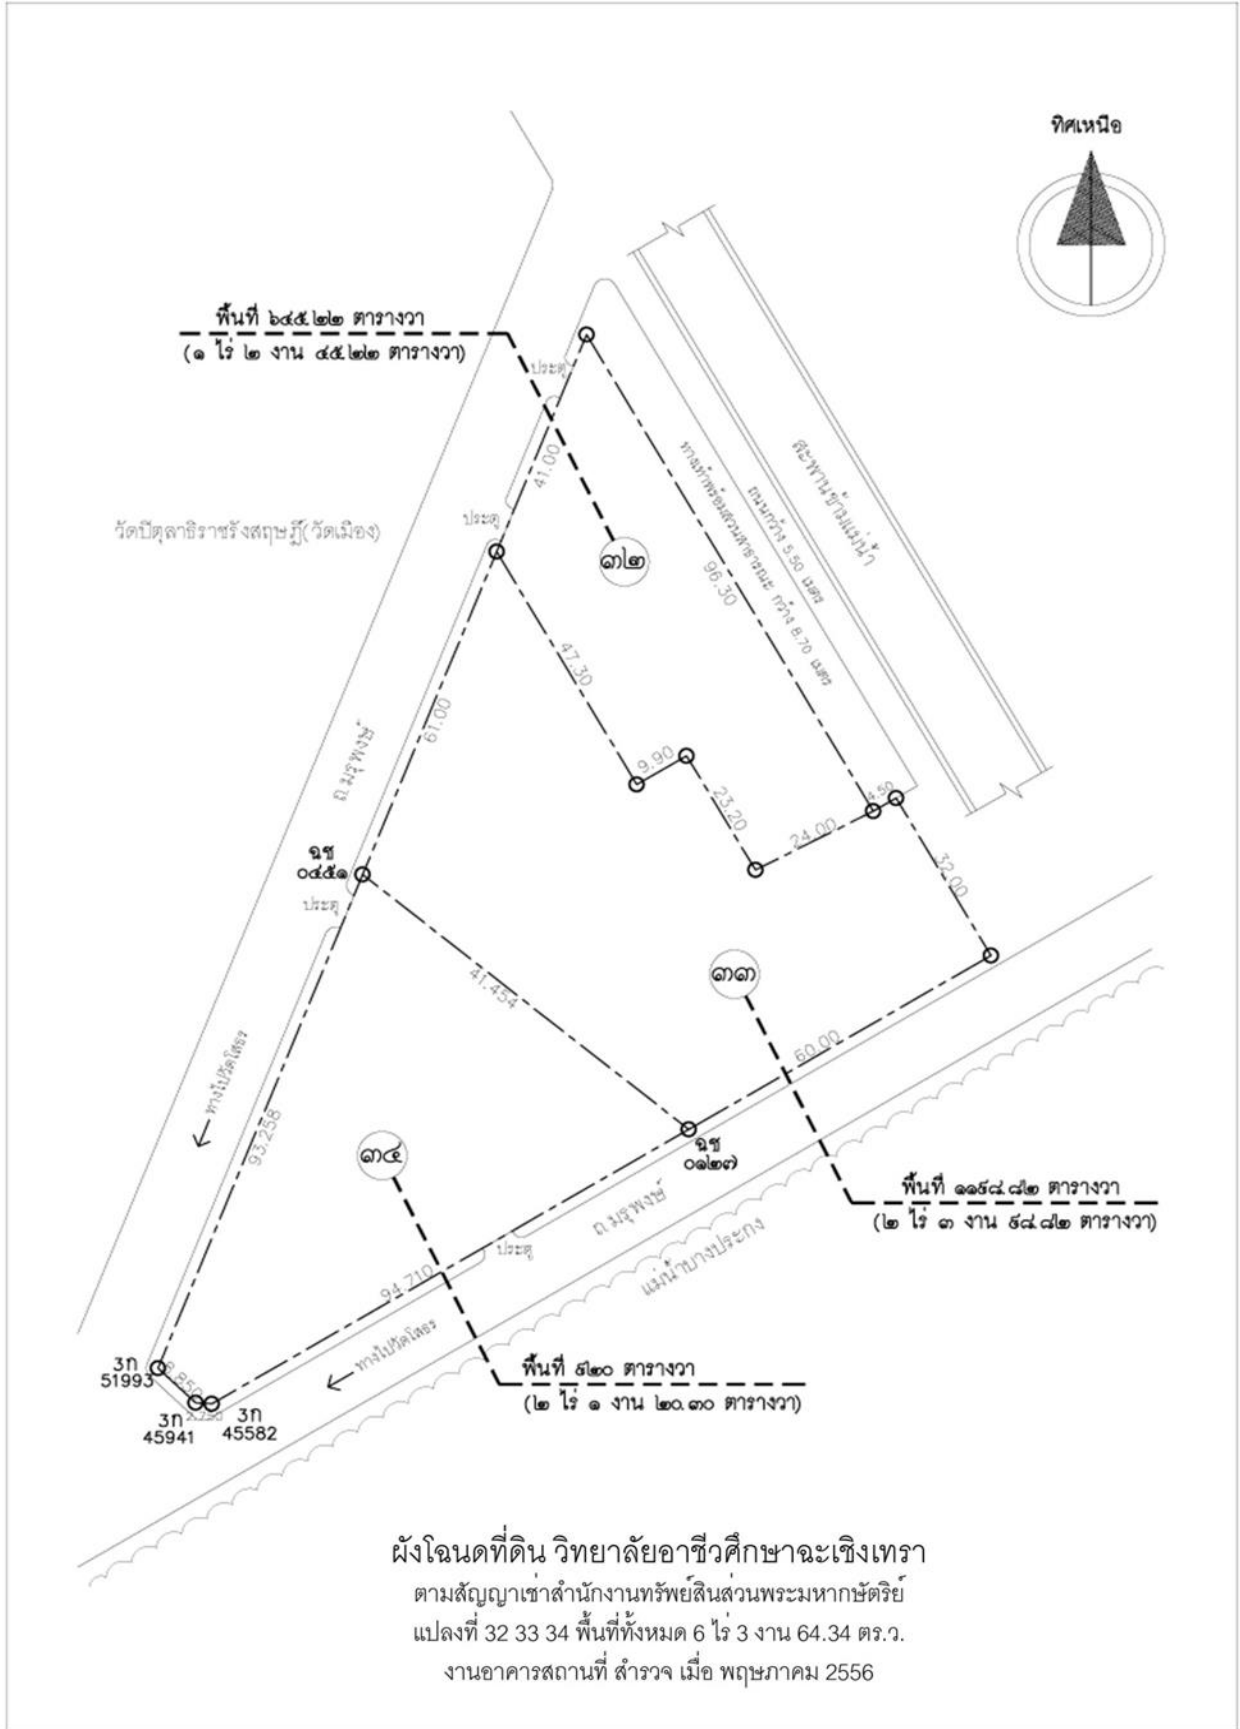 ทิศเหนือ
พื้นที่ ๖๔๕.๒๒ ตารางวา
(๑ ไร่ ๒ งาน ๔๕.๒๒ ตารางวา)
ประตู
41.00
วัดปิตุลาธิราชรังสฤษฎิ์(วัดเมือง)
ประตู
๓๒
สะพานข้ามแม่น้ำ
ถนนกว้าง 5.50 เมตร
ทางเท้าพร้อมสวนสาธารณะ กว้าง 8.70 เมตร
96.30
47.30
61.00
ถ.มรุพงษ์
9.90
23.20
24.00
4.50
32.00
ฉช
๐๔๕๑
ประตู
41.454
๓๓
60.00
ทางไปวัดโสธร
93.258
๓๔
ฉช
๐๑๒๗
พื้นที่ ๑๑๙๘.๘๒ ตารางวา
(๒ ไร่ ๓ งาน ๙๘.๘๒ ตารางวา)
ถ.มรุพงษ์
ประตู
แม่น้ำบางประกง
94.710
ทางไปวัดโสธร
พื้นที่ ๙๒๐ ตารางวา
(๒ ไร่ ๑ งาน ๒๐.๓๐ ตารางวา)
3ก
51993
3ก
45941
3ก
45582
ผังโฉนดที่ดิน วิทยาลัยอาชีวศึกษาฉะเชิงเทรา
ตามสัญญาเช่าสำนักงานทรัพย์สินส่วนพระมหากษัตริย์
แปลงที่ 32 33 34 พื้นที่ทั้งหมด 6 ไร่ 3 งาน 64.34 ตร.ว.
งานอาคารสถานที่ สำรวจ เมื่อ พฤษภาคม 2556